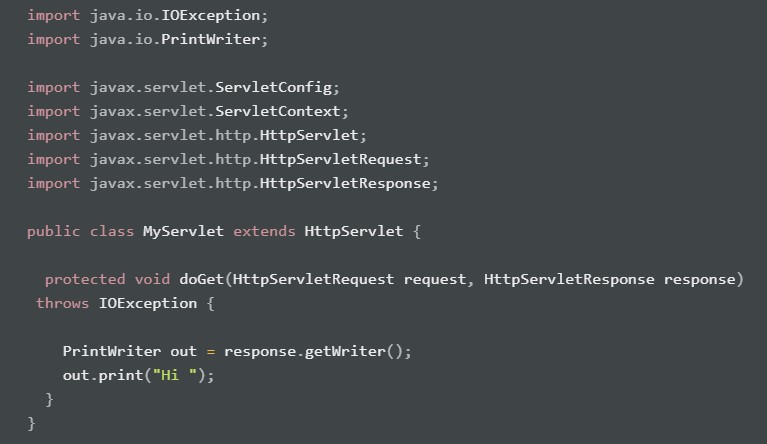 import java.io.IOException;
import java.io.PrintWriter;
import javax.servlet.ServletConfig;
import javax.servlet.ServletContext;
import javax.servlet.http.HttpServlet;
import javax.servlet.http.HttpServletRequest;
import javax.servlet.http.HttpServletResponse;
public class MyServlet extends HttpServlet {
protected void doGet(HttpServletRequest request, HttpServletResponse response)
throws IOException {
PrintWriter out = response.getWriter();
out.print("Hi ");
}
}